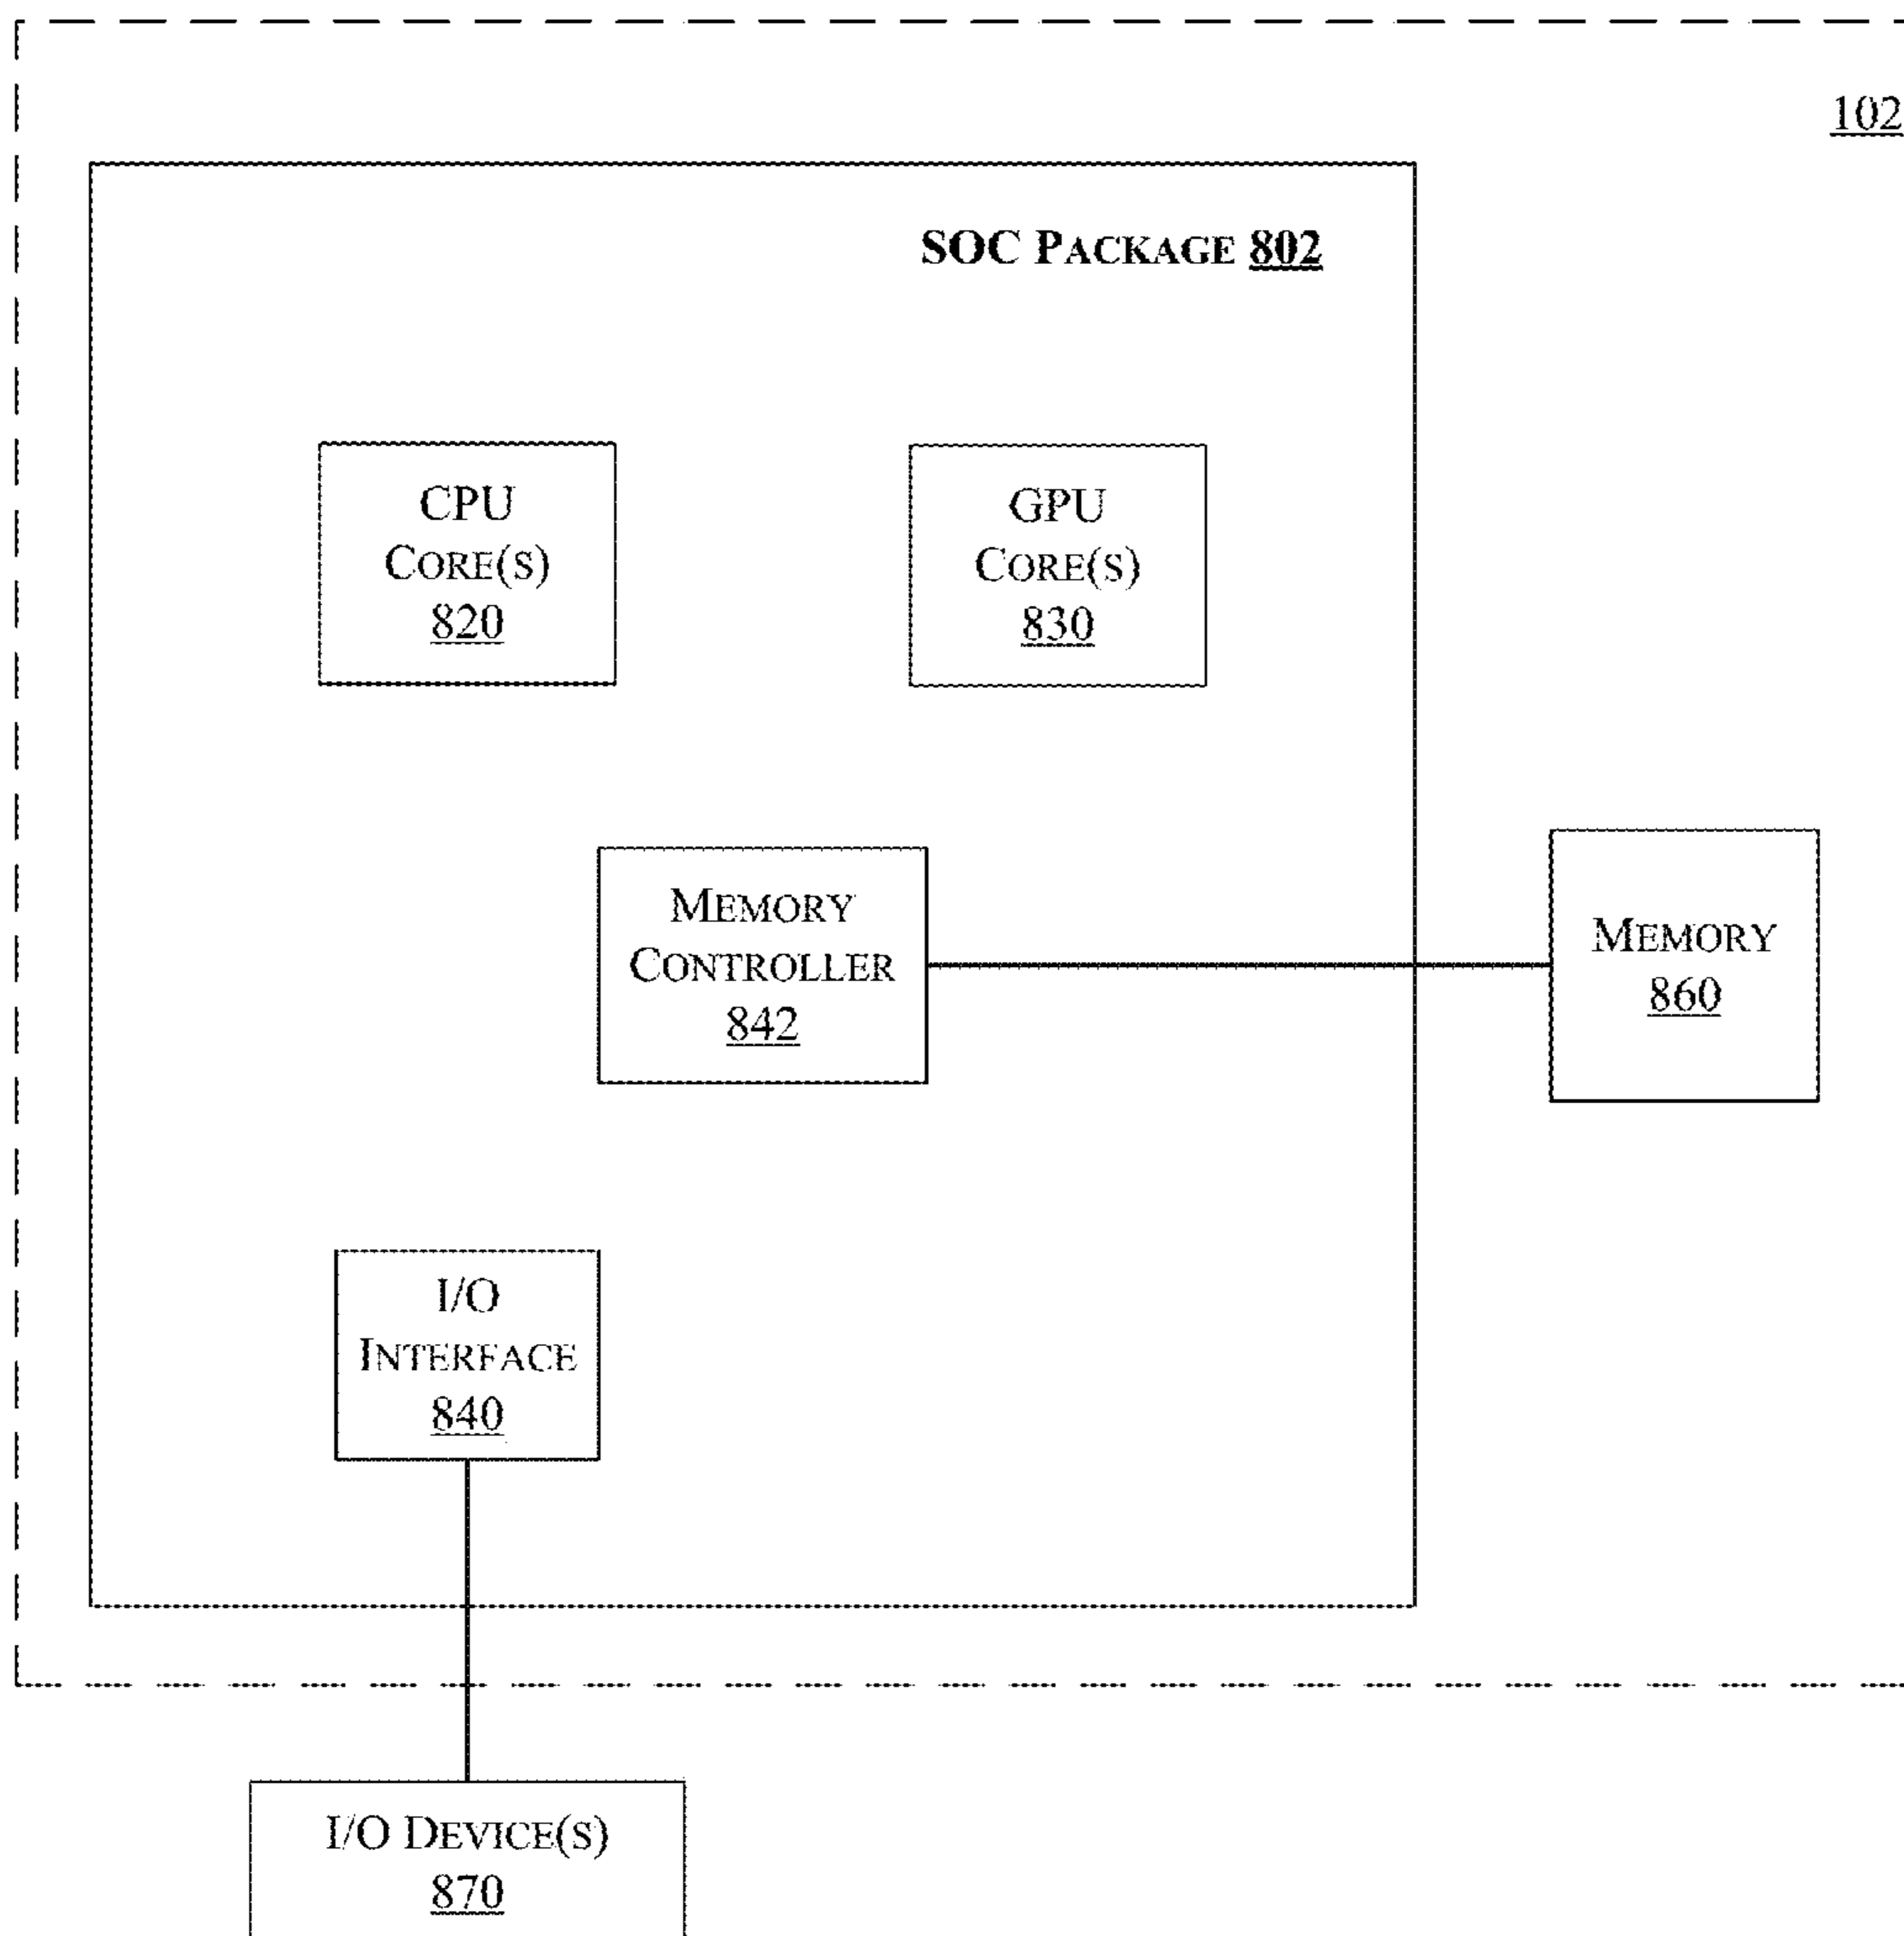 102
SOC PACKAGE 802
CPU
CORE(S)
820
GPU
CORE(S)
830
MEMORY
CONTROLLER
842
MEMORY
860
I/O
INTERFACE
840
I/O DEVICE(S)
870